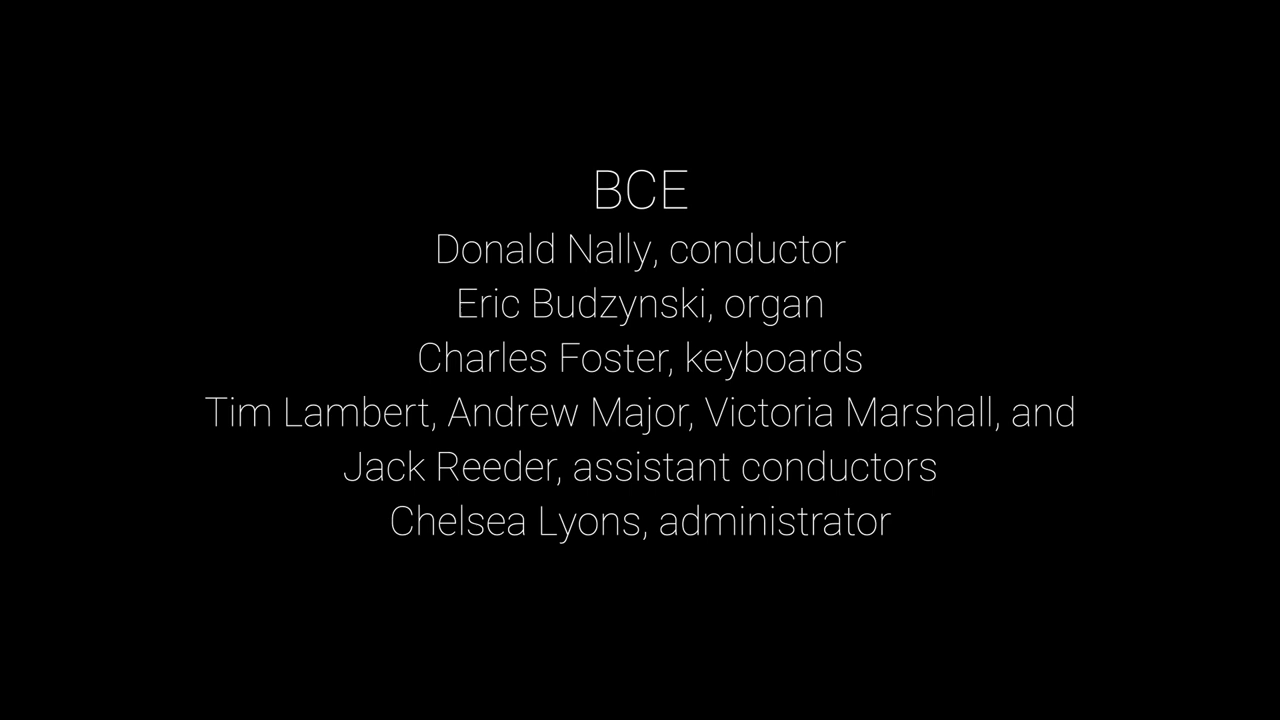 BCE
Donald Nally, conductor
Eric Budzynski, organ
Charles Foster, keyboards
Tim Lambert, Andrew Major, Victoria Marshall, and
Jack Reeder, assistant conductors
Chelsea Lyons, administrator